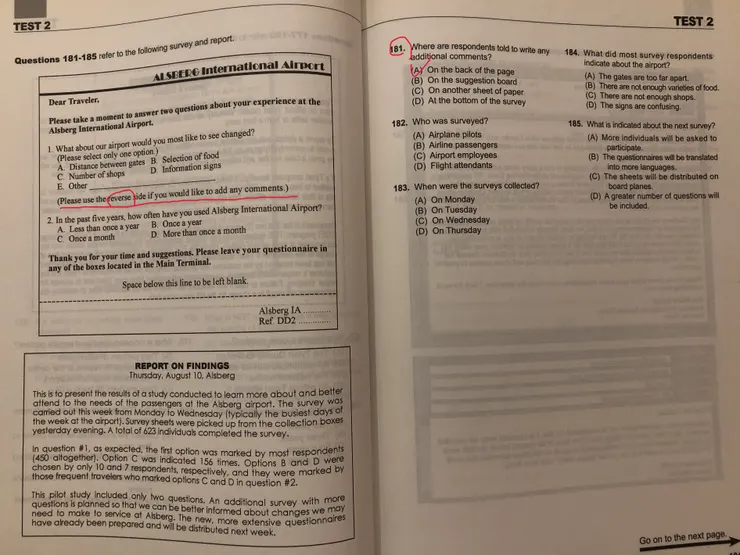 TEST 2
Questions 181-185 refer to the following survey and report.
ALSBERG International Airport
Dear Traveler,
Please take a moment to answer two questions about your experience at the
Alsberg International Airport.
1. What about our airport would you most like to see changed?
(Please select only one option.)
A. Distance between gates B. Selection of food
C. Number of shops D. Information signs
E. Other
(Please use the reverse side if you would like to add any comments.)
2. In the past five years, how often have you used Alsberg International Airport?
A. Less than once a year B. Once a year
C. Once a month D. More than once a month
Thank you for your time and suggestions. Please leave your questionnaire in
any of the boxes located in the Main Terminal.
Space below this line to be left blank.
Alsberg IA ............
Ref DD2 ............
REPORT ON FINDINGS
Thursday, August 10, Alsberg
This is to present the results of a study conducted to learn more about and better
attend to the needs of the passengers at the Alsberg airport. The survey was
carried out this week from Monday to Wednesday (typically the busiest days of
the week at the airport). Survey sheets were picked up from the collection boxes
yesterday evening. A total of 623 individuals completed the survey.
In question #1, as expected, the first option was marked by most respondents
(450 altogether). Option C was indicated 156 times. Options B and D were
chosen by only 10 and 7 respondents, respectively, and they were marked by
those frequent travelers who marked options C and D in question #2.
This pilot study included only two questions. An additional survey with more
questions is planned so that we can be better informed about changes we may
need to make to service at Alsberg. The new, more extensive questionnaires
have already been prepared and will be distributed next week.
TEST 2
181. Where are respondents told to write any
additional comments?
(A) On the back of the page
(B) On the suggestion board
(C) On another sheet of paper
(D) At the bottom of the survey
182. Who was surveyed?
(A) Airplane pilots
(B) Airline passengers
(C) Airport employees
(D) Flight attendants
183. When were the surveys collected?
(A) On Monday
(B) On Tuesday
(C) On Wednesday
(D) On Thursday
184. What did most survey respondents
indicate about the airport?
(A) The gates are too far apart.
(B) There are not enough varieties of food.
(C) There are not enough shops.
(D) The signs are confusing.
185. What is indicated about the next survey?
(A) More individuals will be asked to
participate.
(B) The questionnaires will be translated
into more languages.
(C) The sheets will be distributed on
board planes.
(D) A greater number of questions will
be included.
Go on to the next page.